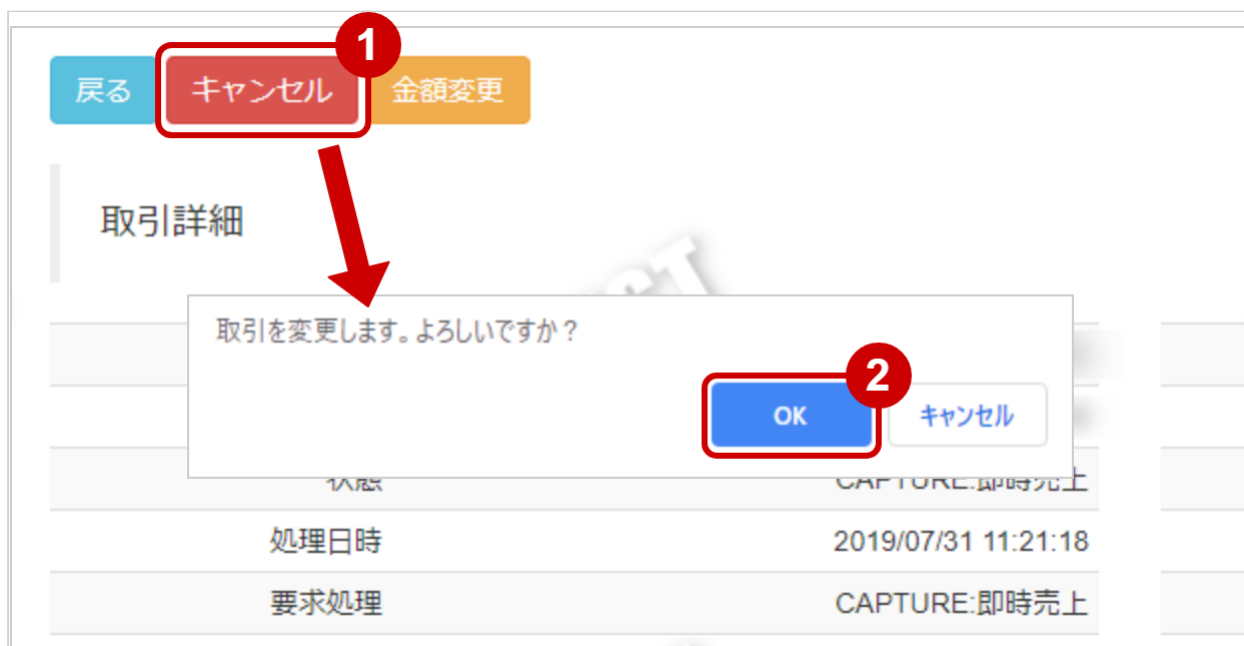 1
戻る キャンセル 金額変更
取引詳細
取引を変更します。よろしいですか？
2
OK キャンセル
状態 CAPTURE:即時売上
処理日時 2019/07/31 11:21:18
要求処理 CAPTURE:即時売上